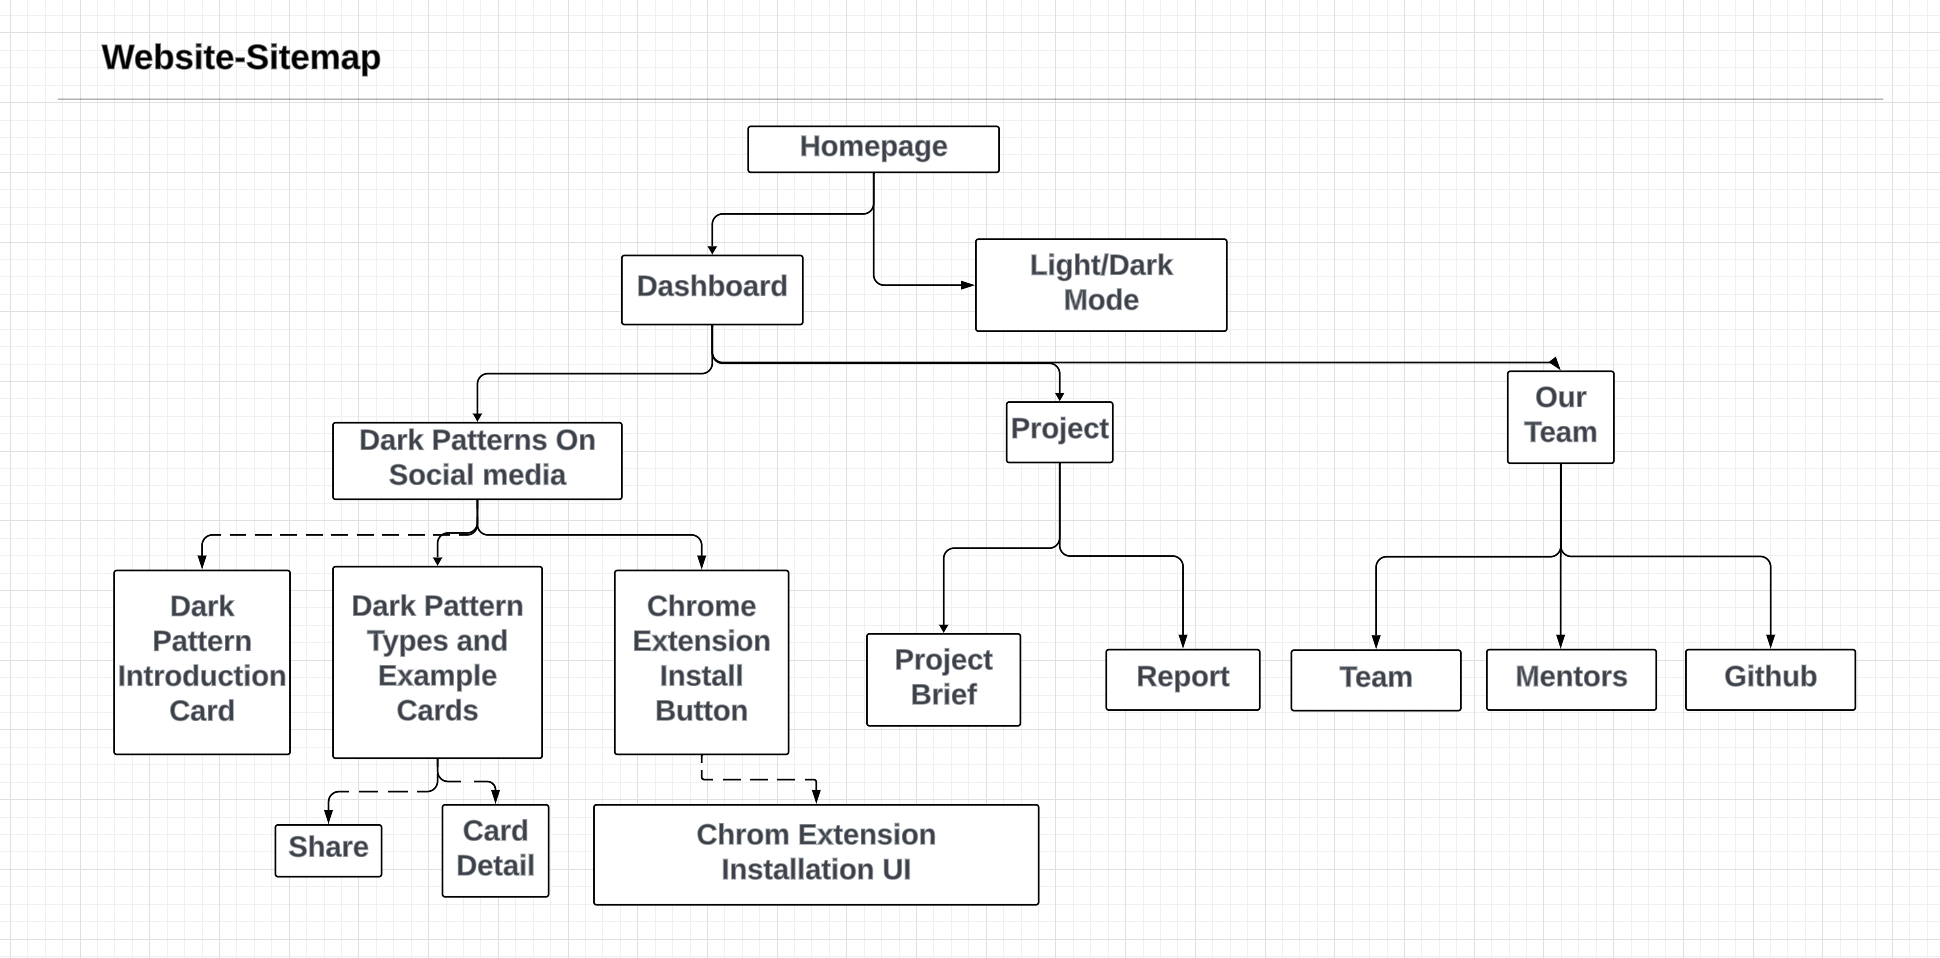 Website-Sitemap
Homepage
Dashboard
Light/Dark
Mode
Dark Patterns On
Social media
Project
Our
Team
Dark
Pattern
Introduction
Card
Dark Pattern
Types and
Example
Cards
Chrome
Extension
Install
Button
Project
Brief
Report
Team
Mentors
Github
Share
Card
Detail
Chrom Extension
Installation UI